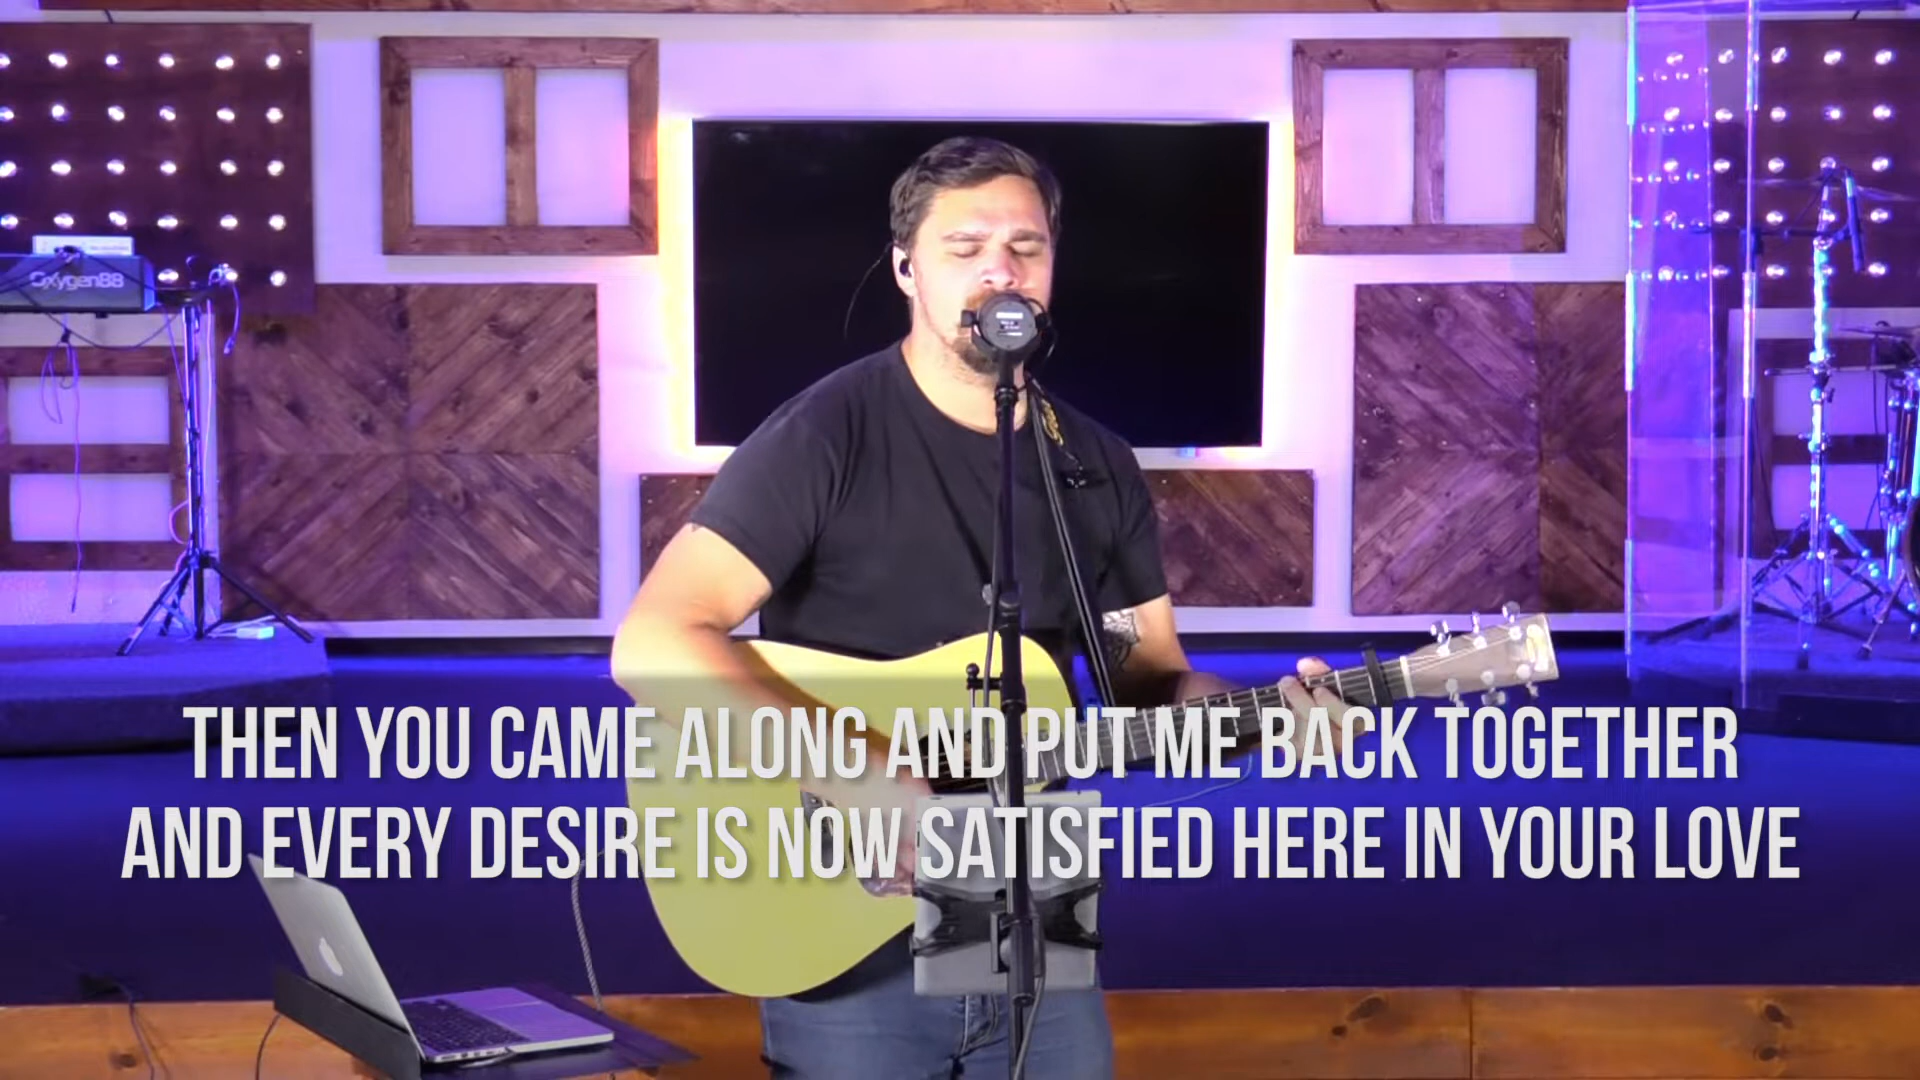 Oxygen88
THEN YOU CAME ALONG AND PUT ME BACK TOGETHER
AND EVERY DESIRE IS NOW SATISFIED HERE IN YOUR LOVE